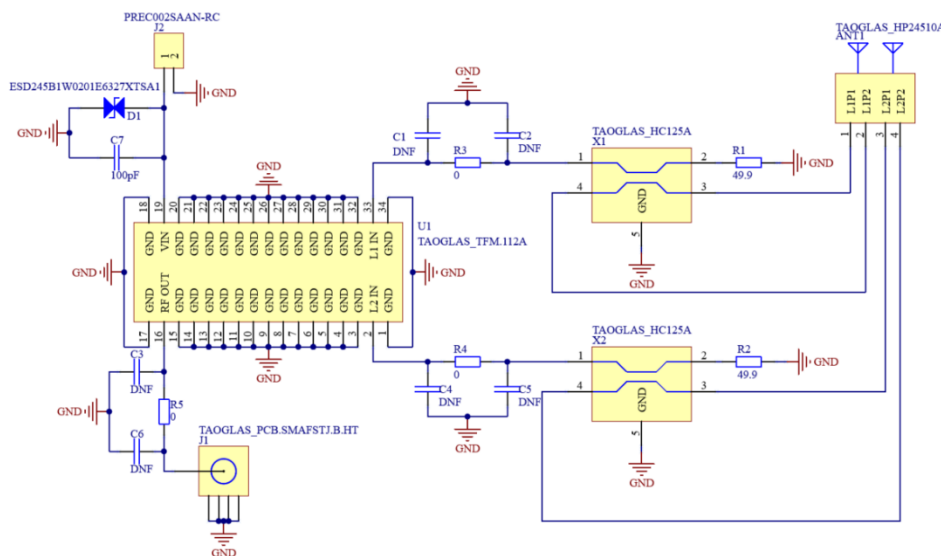 PREC002SAAN-RC
J2
1
2
GND
ESD245B1W0201E6327XTSA1
D1
GND
C7
100pF
TAOGLAS_HP24510A
ANT1
L1P1
L1P2
L2P1
L2P2
1
2
3
4
GND
C1
DNF
C2
DNF
R3
0
TAOGLAS_HC125A
X1
1
2
4
3
GND
5
R1
49.9
GND
GND
GND
18
19
20
21
22
23
24
25
26
27
28
29
30
31
32
33
34
GND
VIN
GND
GND
GND
GND
GND
GND
GND
GND
GND
GND
GND
GND
GND
L1 IN
GND
U1
TAOGLAS_TFM.112A
GND
GND
GND
RF OUT
GND
GND
GND
GND
GND
GND
GND
GND
GND
GND
GND
GND
GND
L2 IN
GND
17
16
15
14
13
12
11
10
9
8
7
6
5
4
3
2
1
GND
R4
0
C4
DNF
C5
DNF
GND
TAOGLAS_HC125A
X2
1
2
4
3
GND
5
R2
49.9
GND
GND
C3
DNF
GND
R5
0
C6
DNF
TAOGLAS_PCB.SMAFSTJ.B.HT
J1
GND